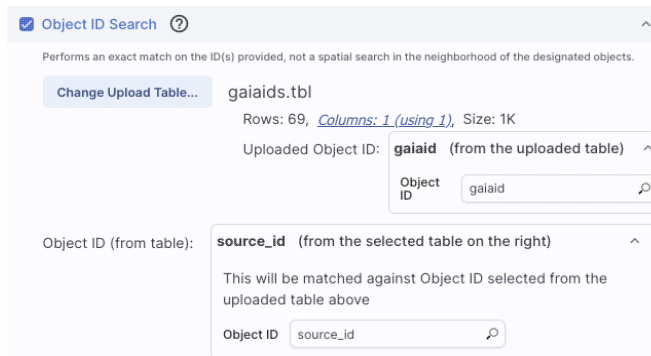 Object ID Search ?
Performs an exact match on the ID(s) provided, not a spatial search in the neighborhood of the designated objects.
Change Upload Table... gaiaids.tbl
Rows: 69, Columns: 1 (using 1), Size: 1K
Uploaded Object ID: gaiaid (from the uploaded table)
Object
ID gaiaid
Object ID (from table): source_id (from the selected table on the right)
This will be matched against Object ID selected from the
uploaded table above
Object ID source_id